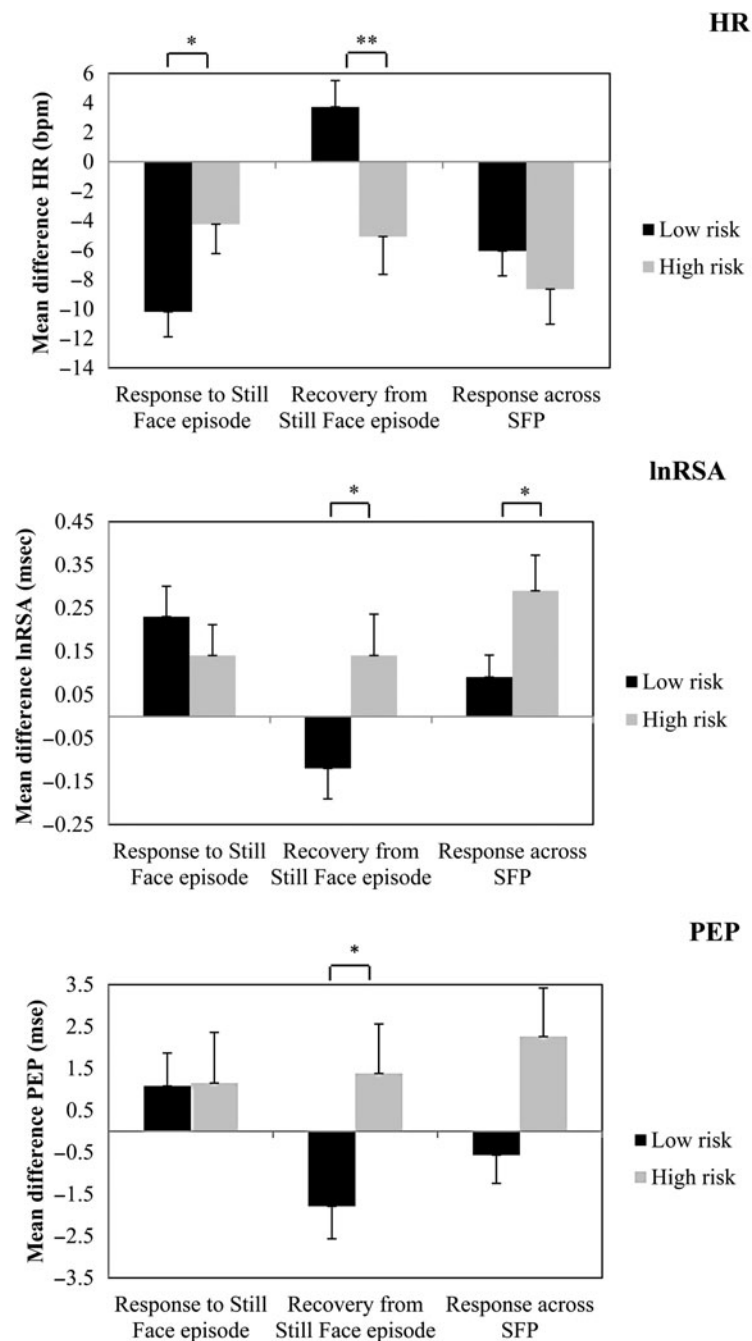 HR
*
**
Mean difference HR (bpm)
6
4
2
0
−2
−4
−6
−8
−10
−12
−14
Response to Still
Face episode
Recovery from
Still Face episode
Response across
SFP
Low risk
High risk
lnRSA
*
*
Mean difference lnRSA (msec)
0.45
0.35
0.25
0.15
0.05
−0.05
−0.15
−0.25
Response to Still
Face episode
Recovery from
Still Face episode
Response across
SFP
Low risk
High risk
PEP
*
Mean difference PEP (mse)
3.5
2.5
1.5
0.5
−0.5
−1.5
−2.5
−3.5
Response to Still
Face episode
Recovery from
Still Face episode
Response across
SFP
Low risk
High risk